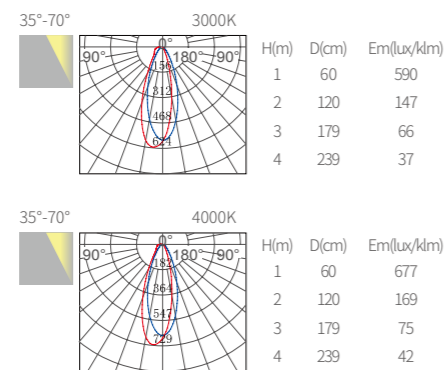 35°-70° 3000K
0°
90° 180° 90°
156
312
468
624
H(m) D(cm) Em(lux/klm)
1 60 590
2 120 147
3 179 66
4 239 37
35°-70° 4000K
0°
90° 180° 90°
182
364
547
729
H(m) D(cm) Em(lux/klm)
1 60 677
2 120 169
3 179 75
4 239 42